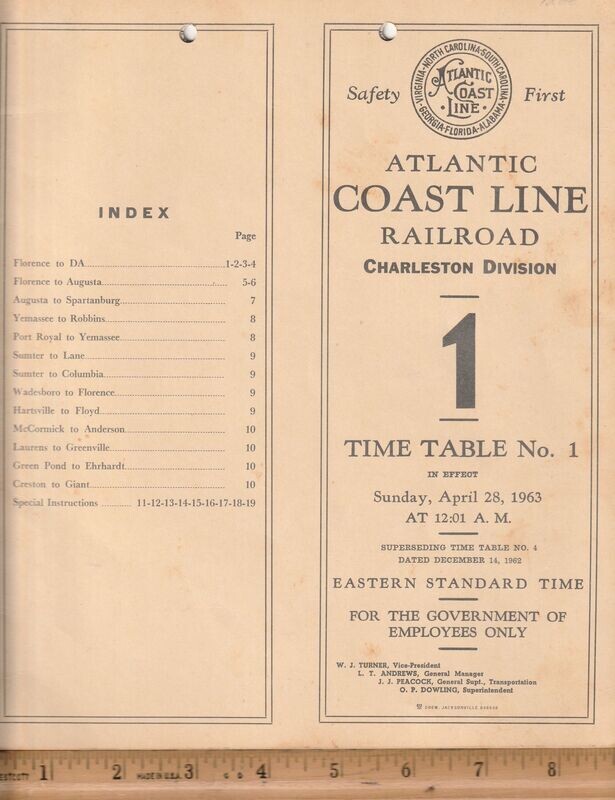 INDEX
Page
Florence to DA 1-2-3-4
Florence to Augusta 5-6
Augusta to Spartanburg 7
Yemassee to Robbins 8
Port Royal to Yemassee 8
Sumter to Lane 9
Sumter to Columbia 9
Wadesboro to Florence 9
Hartsville to Floyd 9
McCormick to Anderson 10
Laurens to Greenville 10
Green Pond to Ehrhardt 10
Creston to Giant 10
Special Instructions 11-12-13-14-15-16-17-18-19
VIRGINIA·NORTH CAROLINA·SOUTH CAROLINA
GEORGIA·FLORIDA·ALABAMA
ATLANTIC
COAST
LINE
Safety First
ATLANTIC
COAST LINE
RAILROAD
CHARLESTON DIVISION
1
TIME TABLE No. 1
IN EFFECT
Sunday, April 28, 1963
AT 12:01 A. M.
SUPERSEDING TIME TABLE NO. 4
DATED DECEMBER 14, 1962
EASTERN STANDARD TIME
FOR THE GOVERNMENT OF
EMPLOYEES ONLY
W. J. TURNER, Vice-President
L. T. ANDREWS, General Manager
J. J. PEACOCK, General Supt., Transportation
O. P. DOWLING, Superintendent
DREW, JACKSONVILLE
1 2 3 4 5 6 7 8
MADE IN U.S.A.